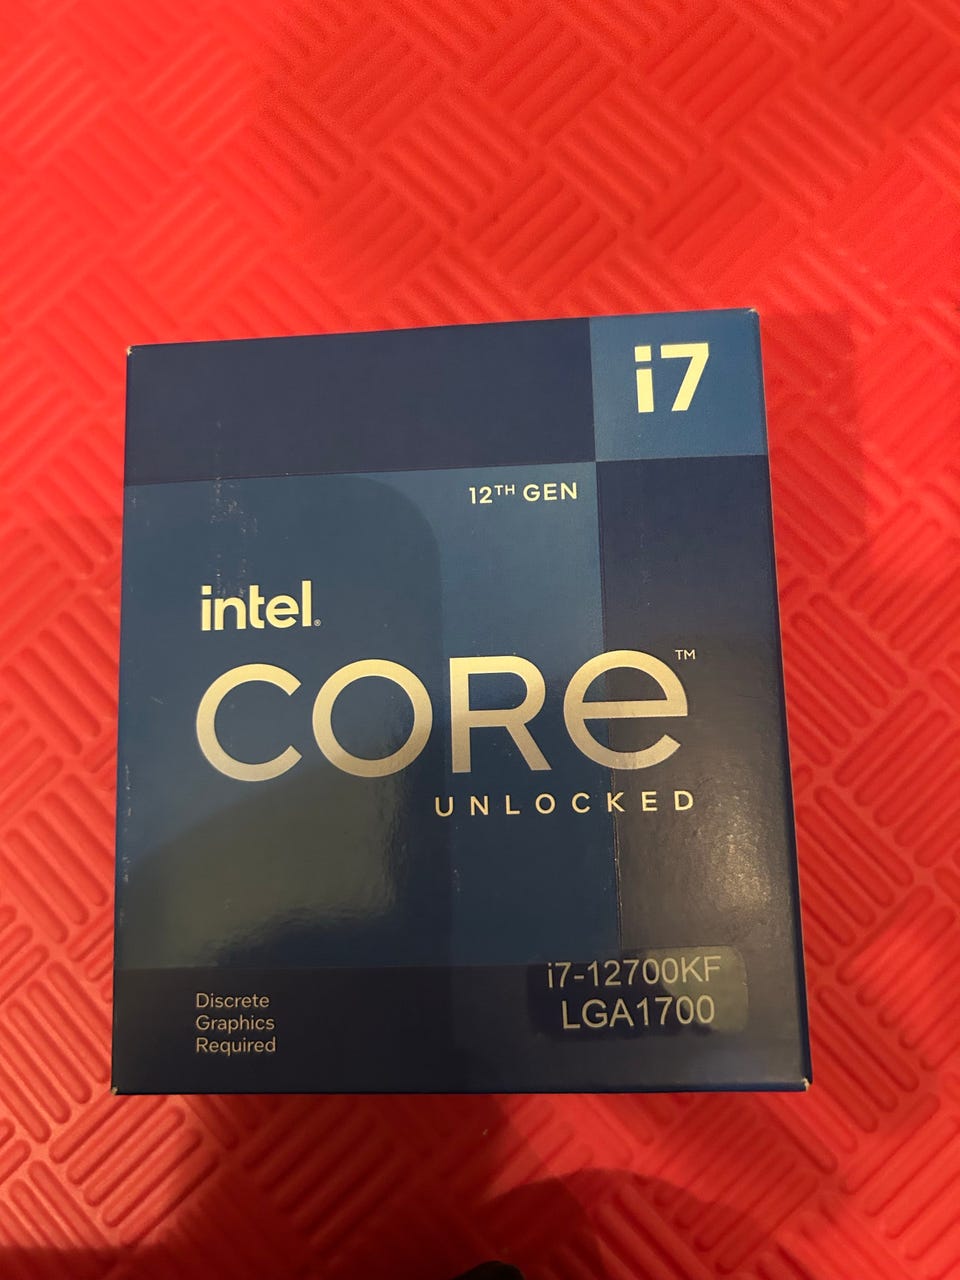 i7
12TH GEN
intel.
CORE™
UNLOCKED
i7-12700KF
LGA1700
Discrete
Graphics
Required